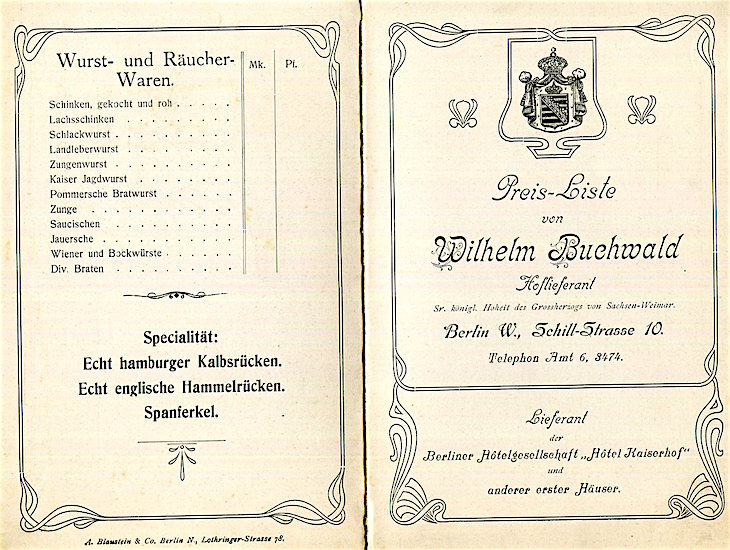 Wurst- und Räucher-
Waren.
Mk.
Pf.
Schinken, gekocht und roh . . . . . .
Lachsschinken . . . . . . . .
Schlackwurst . . . . . . . .
Landleberwurst . . . . . . . .
Zungenwurst . . . . . . . .
Kaiser Jagdwurst . . . . . . .
Pommersche Bratwurst . . . . . .
Zunge . . . . . . . . . .
Saucischen . . . . . . . . .
Jauersche . . . . . . . . .
Wiener und Bockwürste . . . . .
Div. Braten . . . . . . . .
Specialität:
Echt hamburger Kalbsrücken.
Echt englische Hammelrücken.
Spanferkel.
A. Blaustein & Co. Berlin N., Lothringer-Strasse 78.
Preis-Liste
von
Wilhelm Buchwald
Hoflieferant
Sr. königl. Hoheit des Grossherzogs von Sachsen-Weimar.
Berlin W., Schill-Strasse 10.
Telephon Amt 6, 3474.
Lieferant
der
Berliner Hôtelgesellschaft „Hôtel Kaiserhof"
und
anderer erster Häuser.